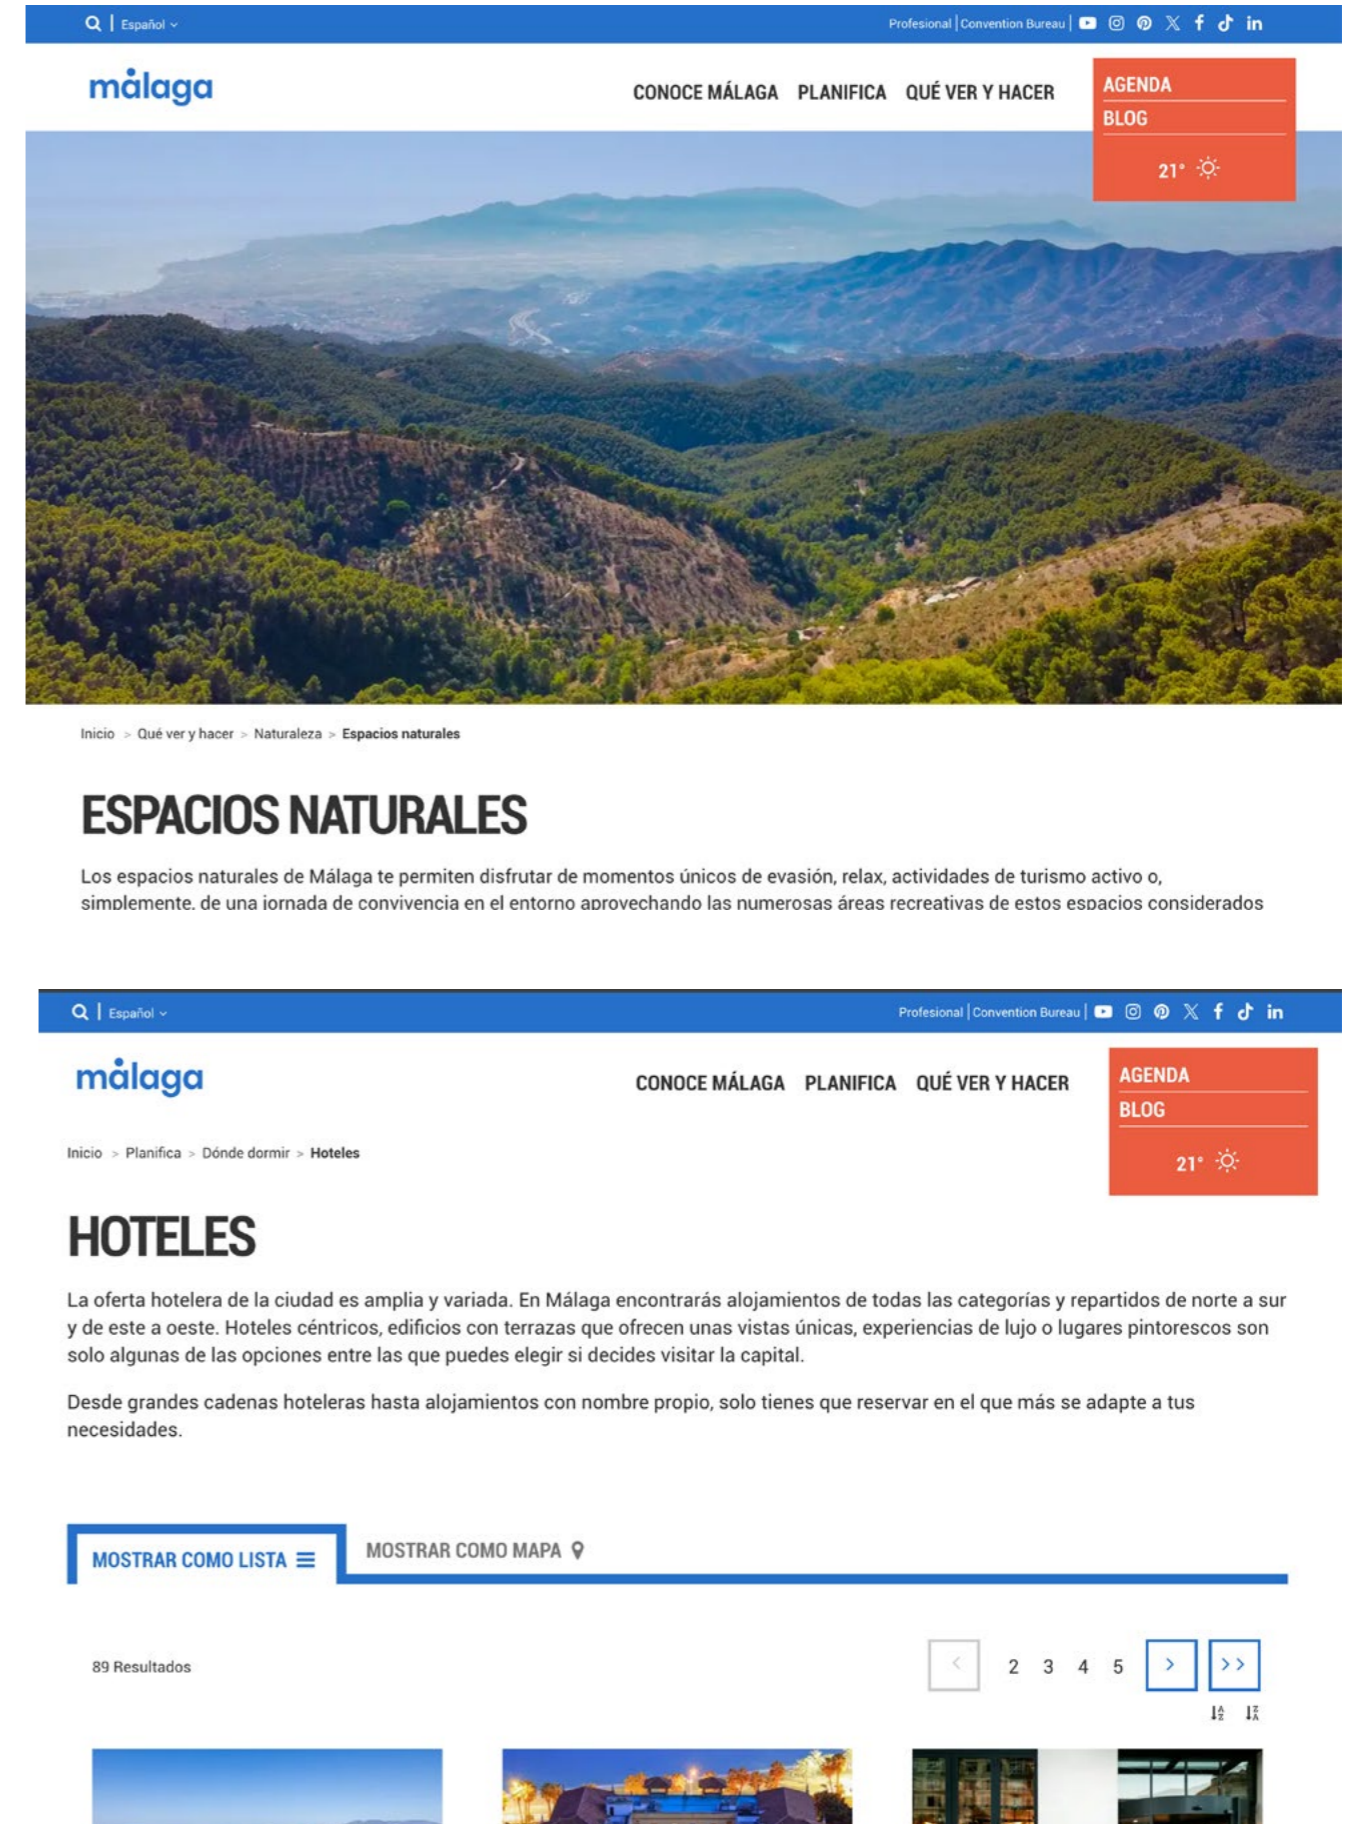 Español
Profesional | Convention Bureau |
málaga
CONOCE MÁLAGA PLANIFICA QUÉ VER Y HACER
AGENDA
BLOG
21°
Inicio > Qué ver y hacer > Naturaleza > Espacios naturales
ESPACIOS NATURALES
Los espacios naturales de Málaga te permiten disfrutar de momentos únicos de evasión, relax, actividades de turismo activo o,
simplemente, de una jornada de convivencia en el entorno aprovechando las numerosas áreas recreativas de estos espacios considerados
Español
Profesional | Convention Bureau |
málaga
CONOCE MÁLAGA PLANIFICA QUÉ VER Y HACER
AGENDA
BLOG
21°
Inicio > Planifica > Dónde dormir > Hoteles
HOTELES
La oferta hotelera de la ciudad es amplia y variada. En Málaga encontrarás alojamientos de todas las categorías y repartidos de norte a sur
y de este a oeste. Hoteles céntricos, edificios con terrazas que ofrecen unas vistas únicas, experiencias de lujo o lugares pintorescos son
solo algunas de las opciones entre las que puedes elegir si decides visitar la capital.
Desde grandes cadenas hoteleras hasta alojamientos con nombre propio, solo tienes que reservar en el que más se adapte a tus
necesidades.
MOSTRAR COMO LISTA
MOSTRAR COMO MAPA
89 Resultados
< 2 3 4 5 > >>